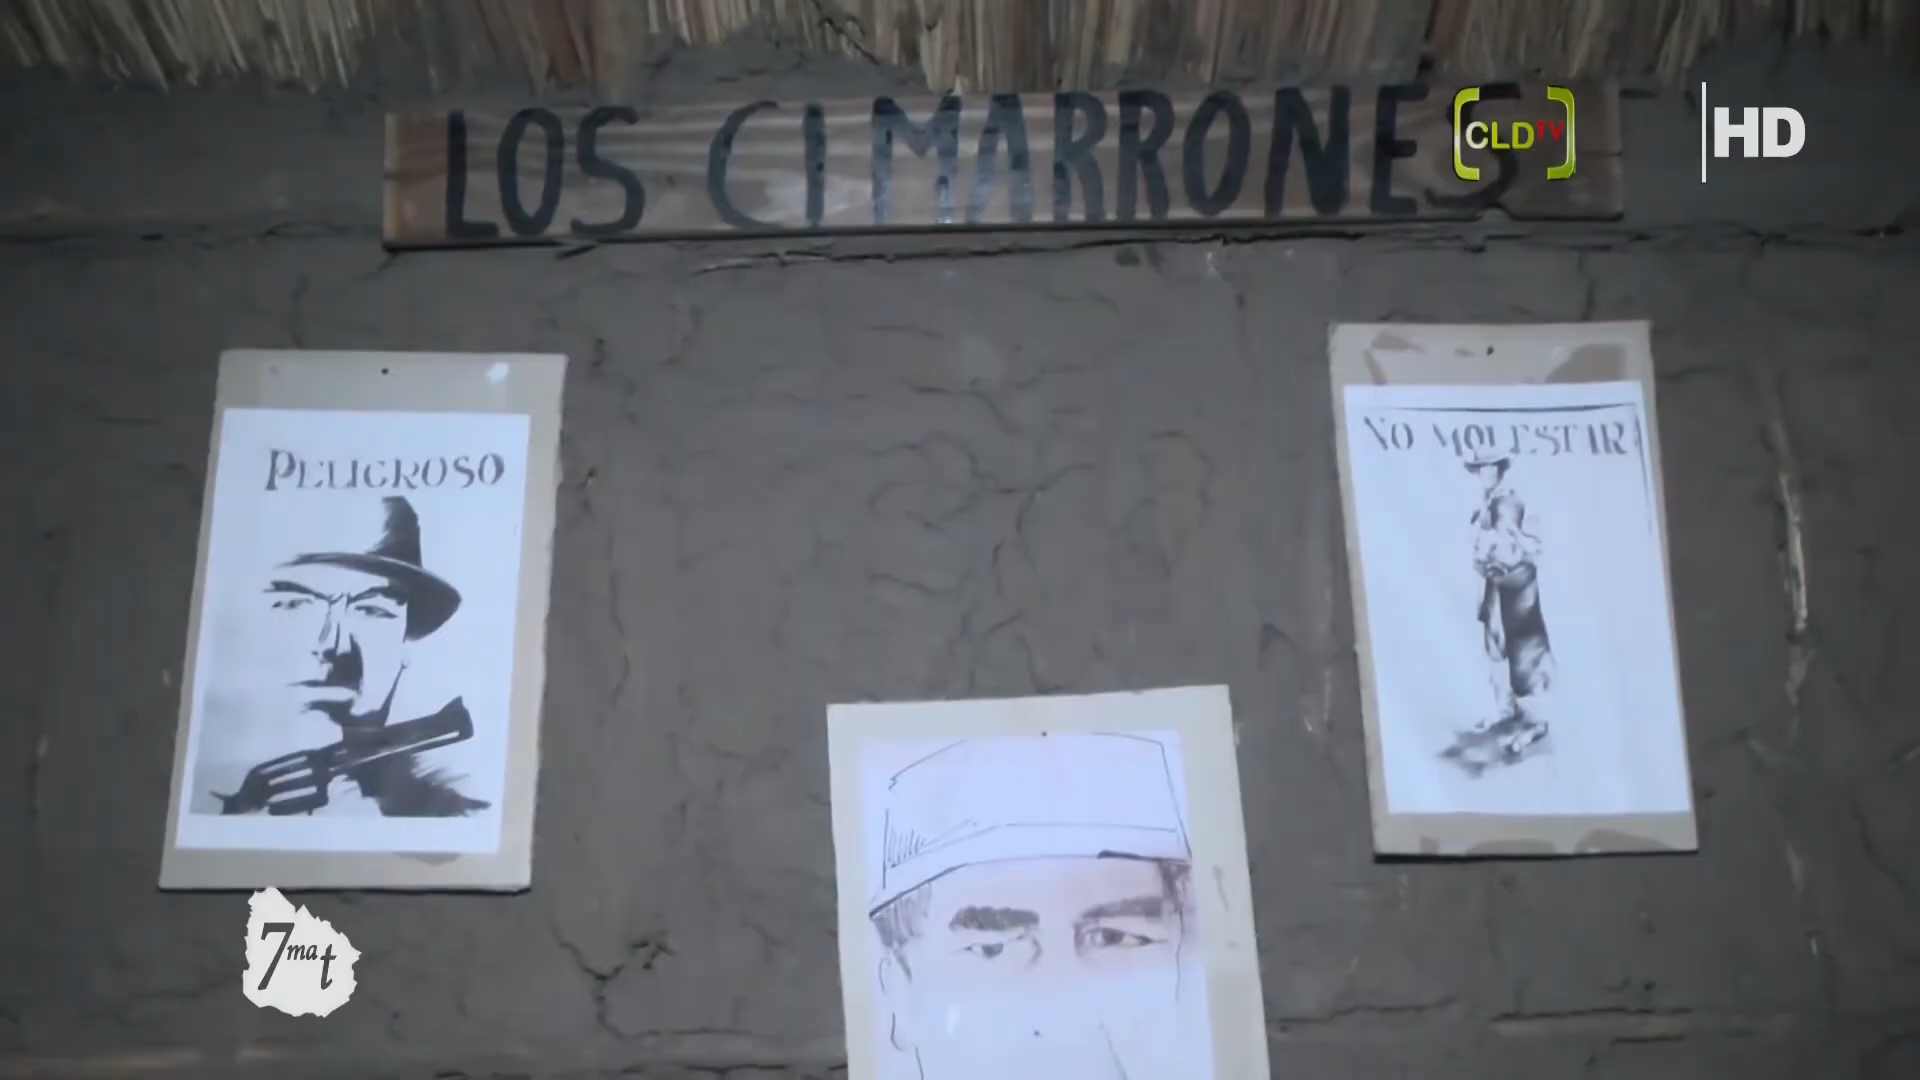 LOS CIMARRONES
CLDTV
HD
PELIGROSO
NO MOLESTAR
7ma t